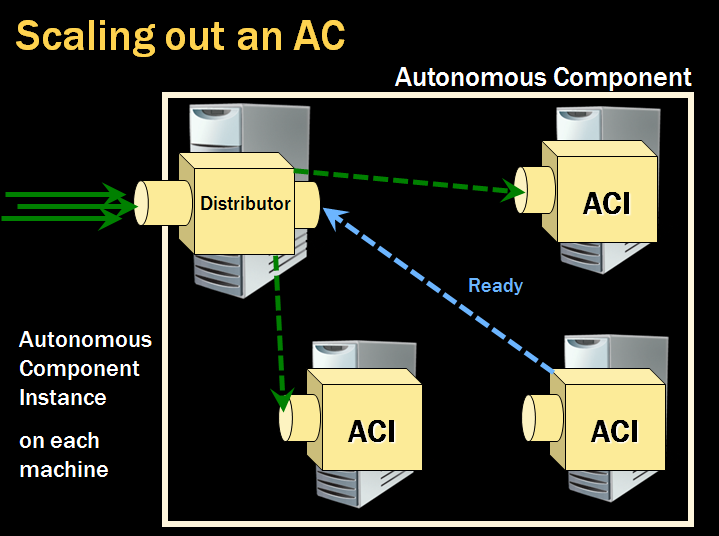 Scaling out an AC
Autonomous Component
Distributor
ACI
Ready
Autonomous
Component
Instance
on each
machine
ACI
ACI